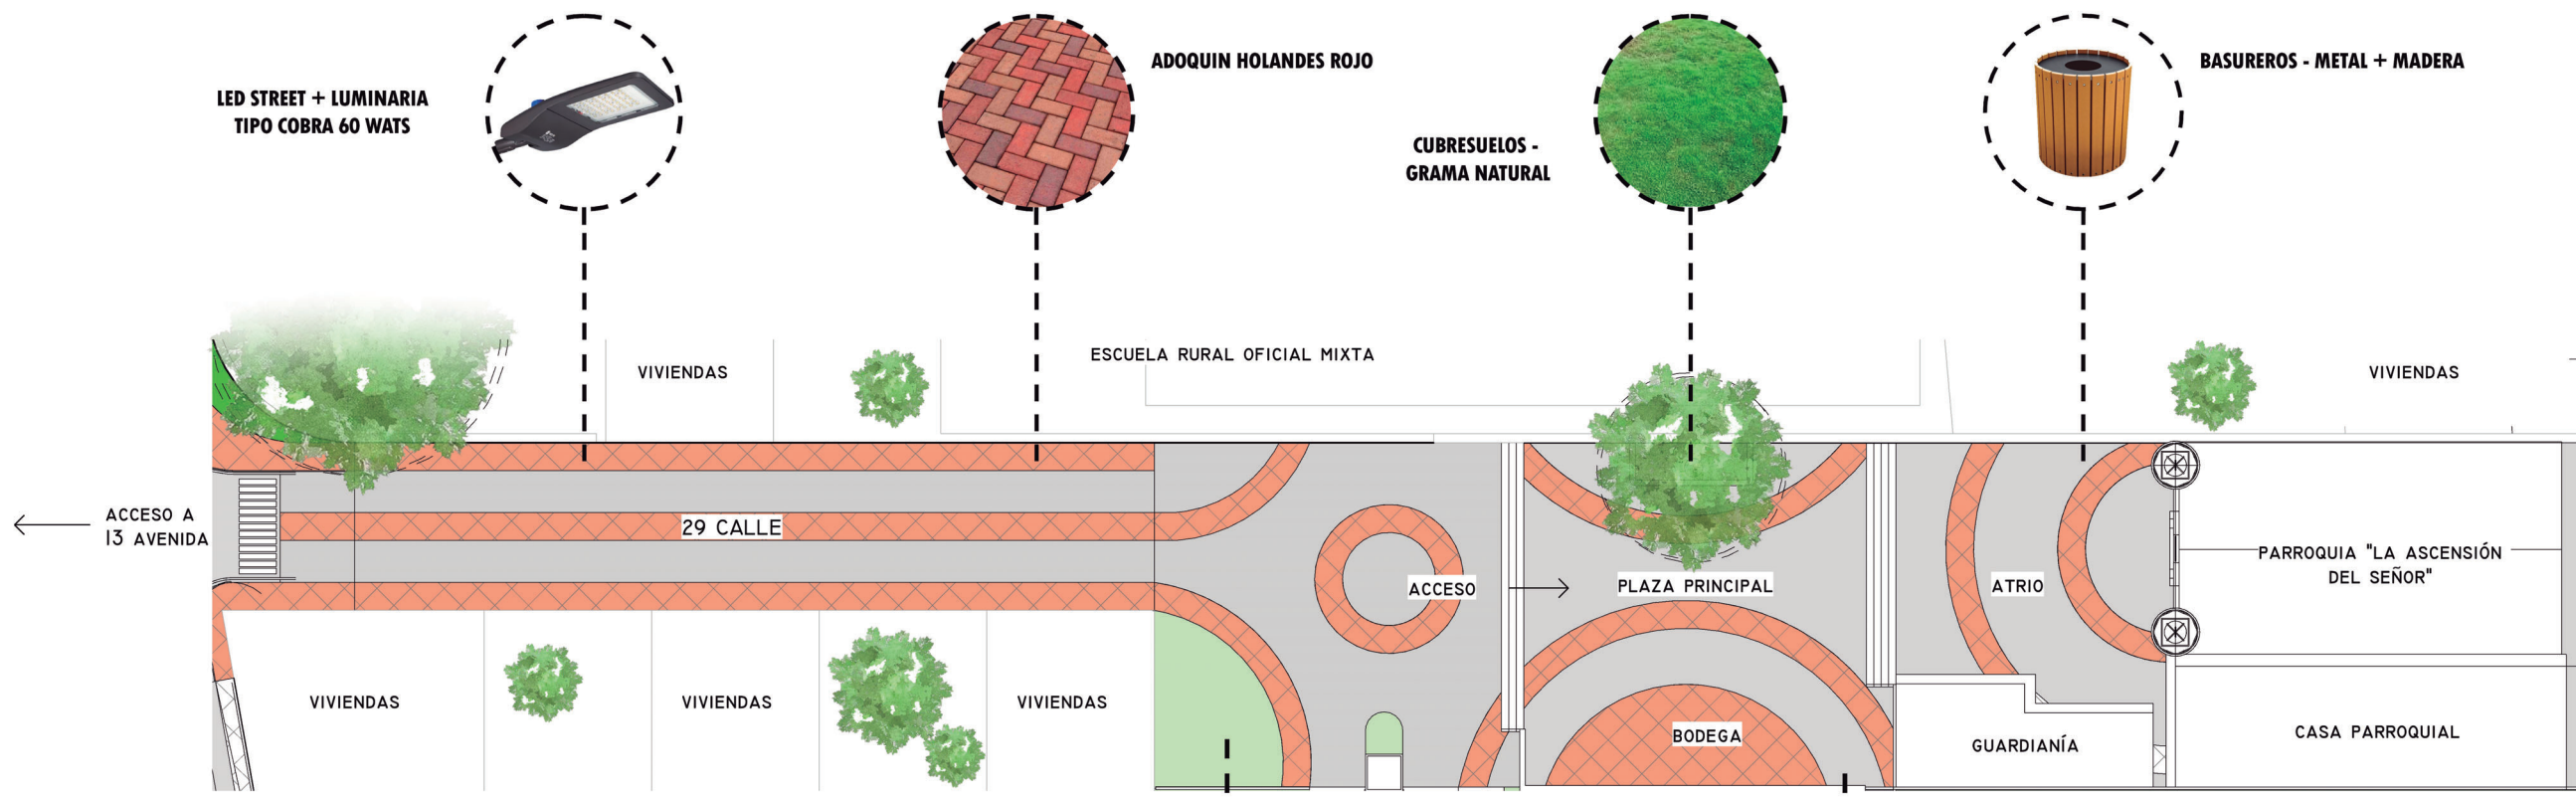 LED STREET + LUMINARIA
TIPO COBRA 60 WATS
ADOQUIN HOLANDES ROJO
CUBRESUELOS -
GRAMA NATURAL
BASUREROS - METAL + MADERA
VIVIENDAS
ESCUELA RURAL OFICIAL MIXTA
VIVIENDAS
ACCESO A
13 AVENIDA
29 CALLE
ACCESO
PLAZA PRINCIPAL
ATRIO
PARROQUIA "LA ASCENSIÓN
DEL SEÑOR"
VIVIENDAS
VIVIENDAS
VIVIENDAS
BODEGA
GUARDIANÍA
CASA PARROQUIAL